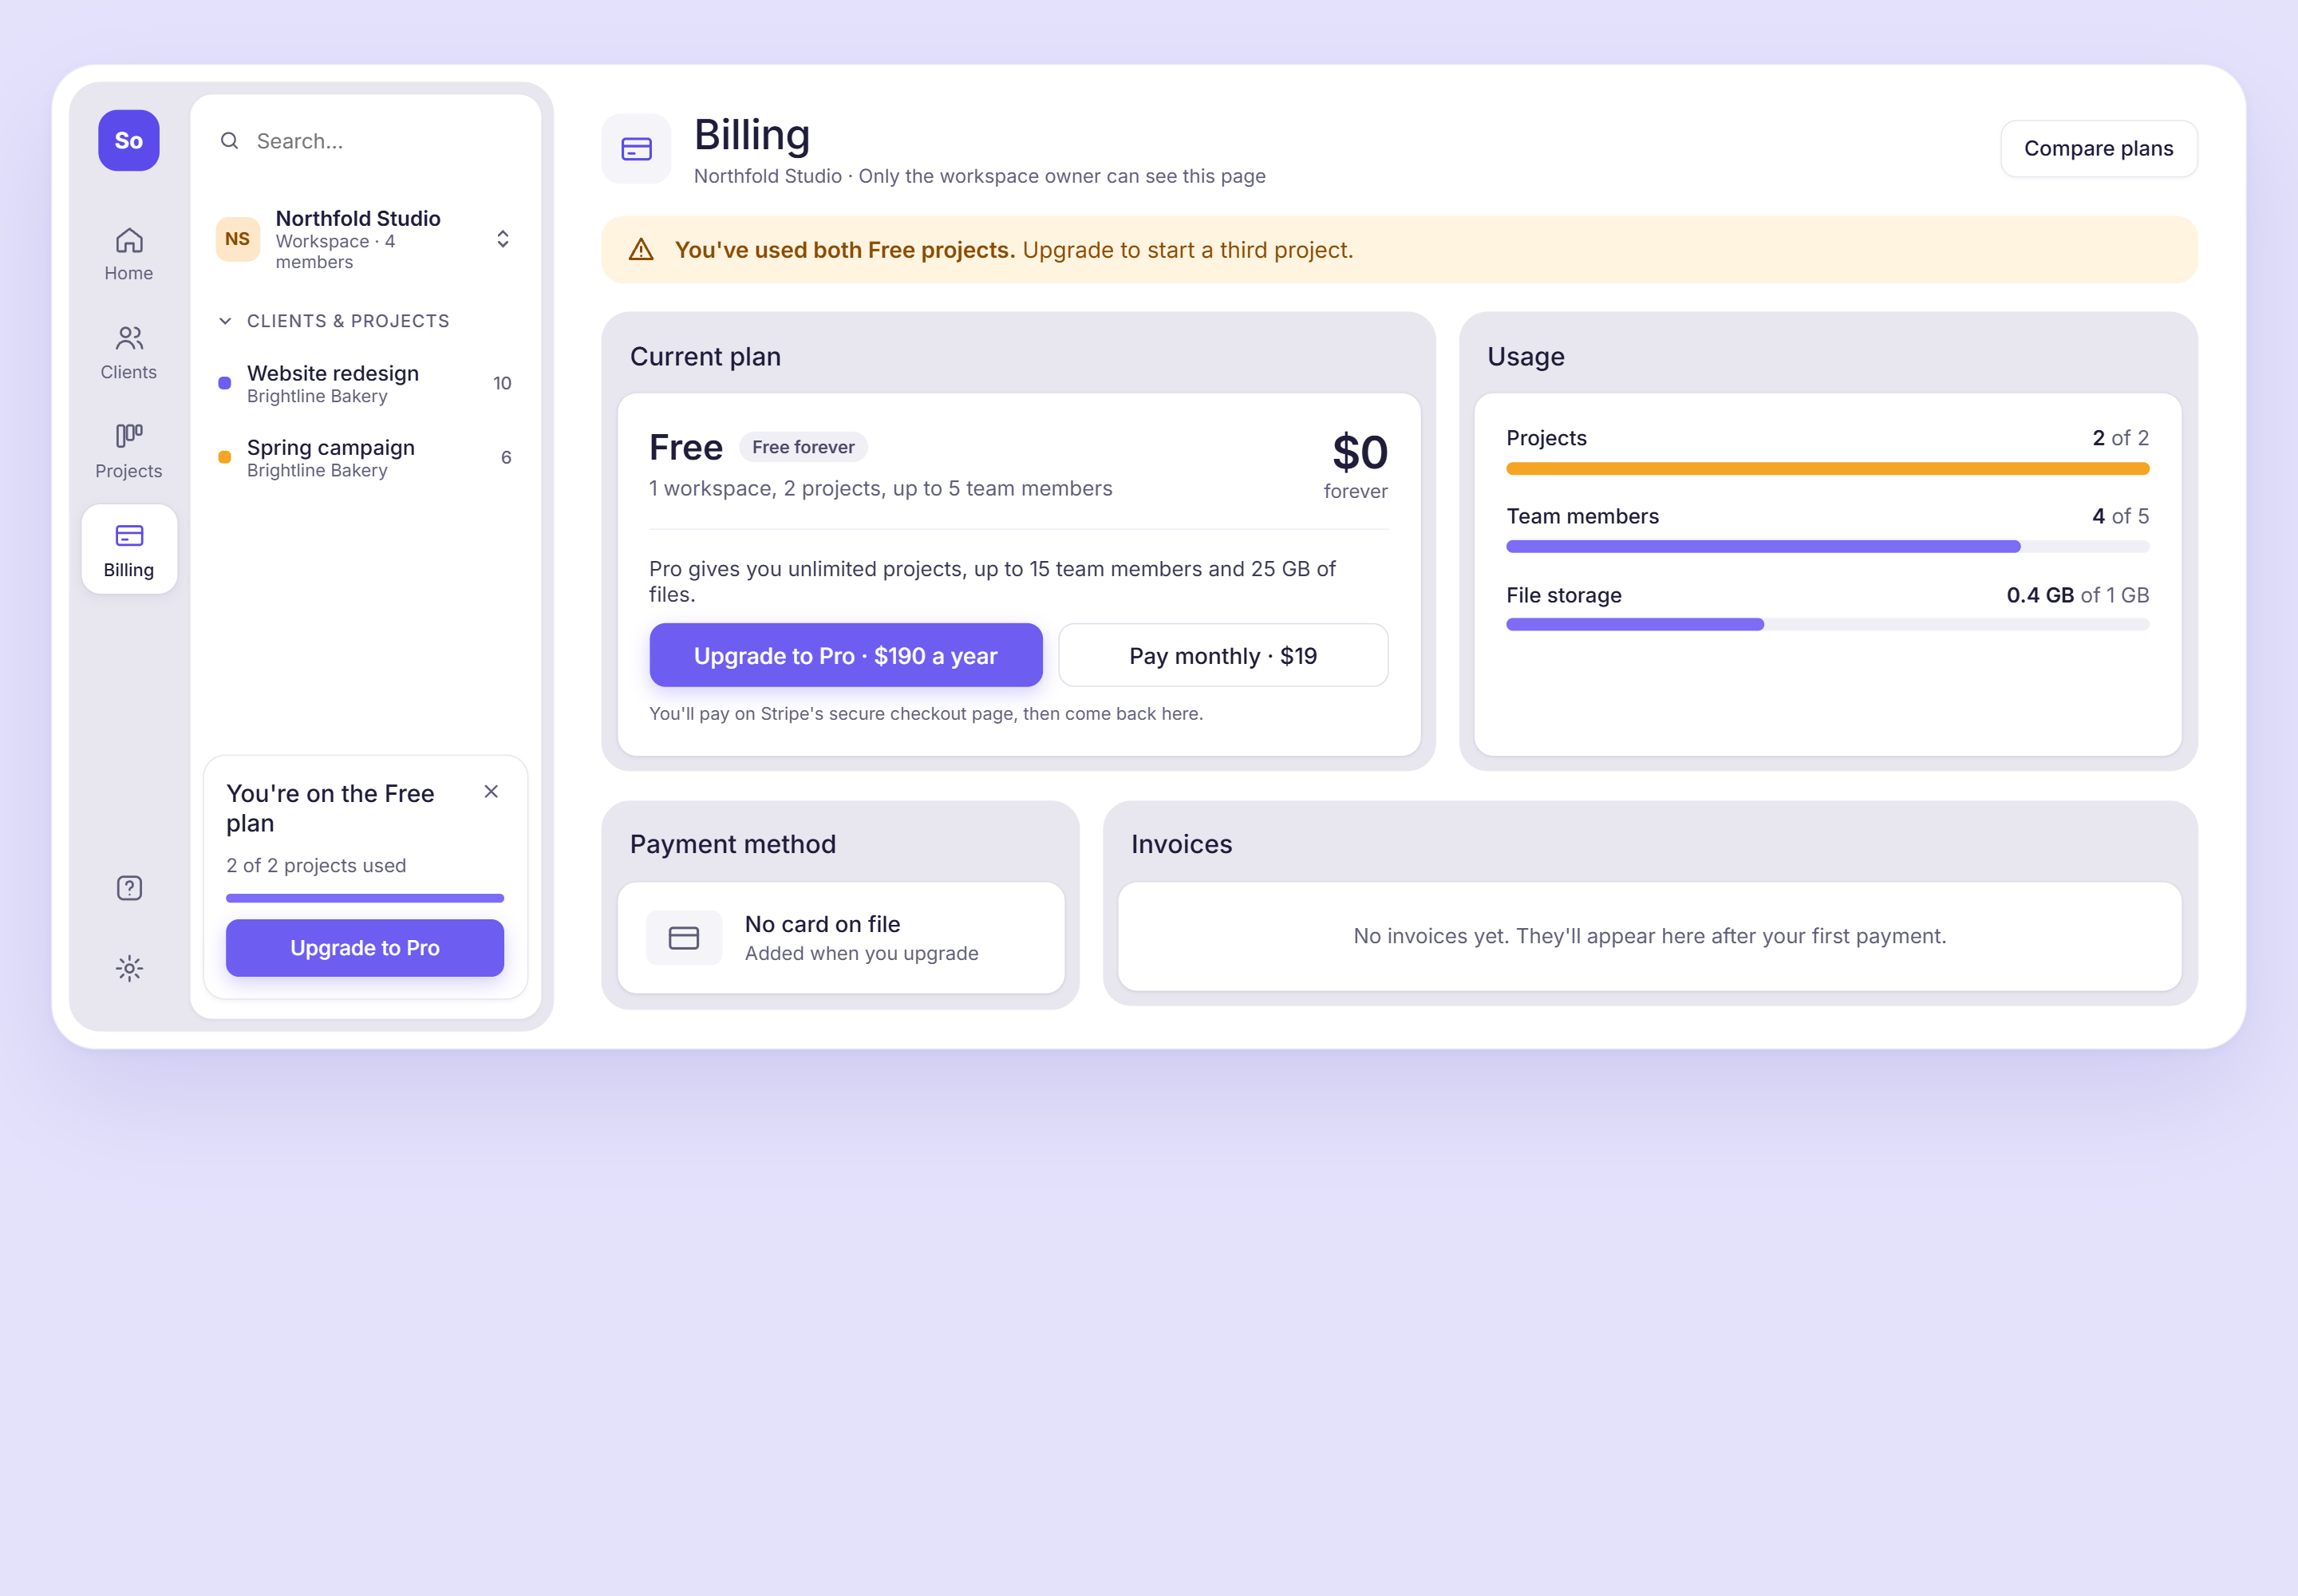 So
Home
Clients
Projects
Billing
Search...
NS
Northfold Studio
Workspace · 4
members
CLIENTS & PROJECTS
Website redesign
Brightline Bakery
10
Spring campaign
Brightline Bakery
6
You're on the Free
plan
2 of 2 projects used
Upgrade to Pro
Billing
Northfold Studio · Only the workspace owner can see this page
Compare plans
You've used both Free projects. Upgrade to start a third project.
Current plan
Free
Free forever
1 workspace, 2 projects, up to 5 team members
$0
forever
Pro gives you unlimited projects, up to 15 team members and 25 GB of
files.
Upgrade to Pro · $190 a year
Pay monthly · $19
You'll pay on Stripe's secure checkout page, then come back here.
Usage
Projects
2 of 2
Team members
4 of 5
File storage
0.4 GB of 1 GB
Payment method
No card on file
Added when you upgrade
Invoices
No invoices yet. They'll appear here after your first payment.